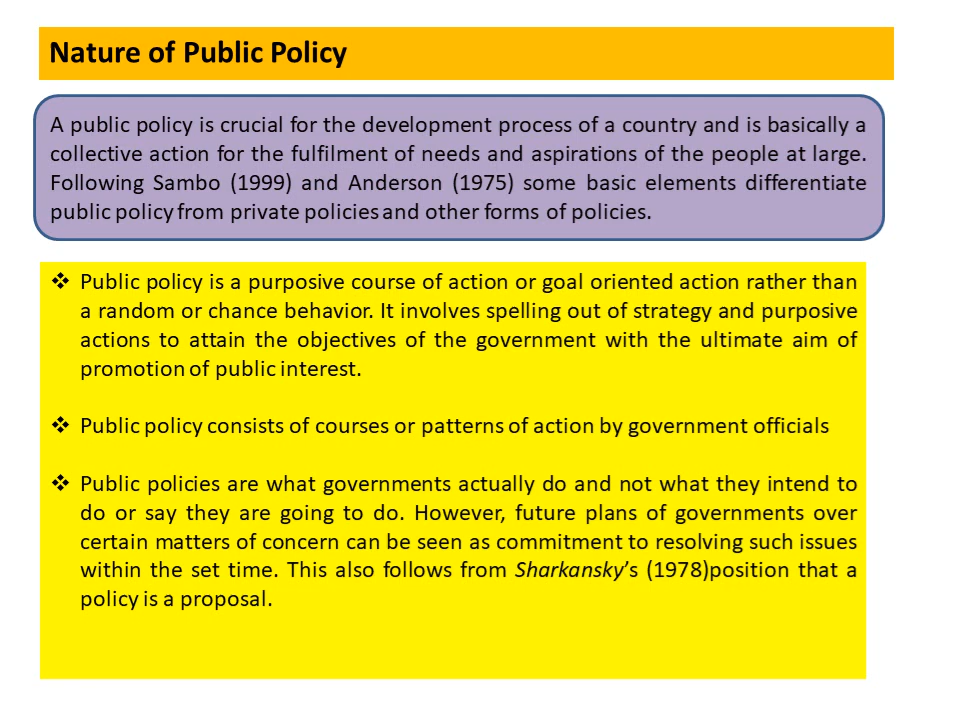 Nature of Public Policy
A public policy is crucial for the development process of a country and is basically a
collective action for the fulfilment of needs and aspirations of the people at large.
Following Sambo (1999) and Anderson (1975) some basic elements differentiate
public policy from private policies and other forms of policies.
❖ Public policy is a purposive course of action or goal oriented action rather than
a random or chance behavior. It involves spelling out of strategy and purposive
actions to attain the objectives of the government with the ultimate aim of
promotion of public interest.
❖ Public policy consists of courses or patterns of action by government officials
❖ Public policies are what governments actually do and not what they intend to
do or say they are going to do. However, future plans of governments over
certain matters of concern can be seen as commitment to resolving such issues
within the set time. This also follows from Sharkansky's (1978)position that a
policy is a proposal.